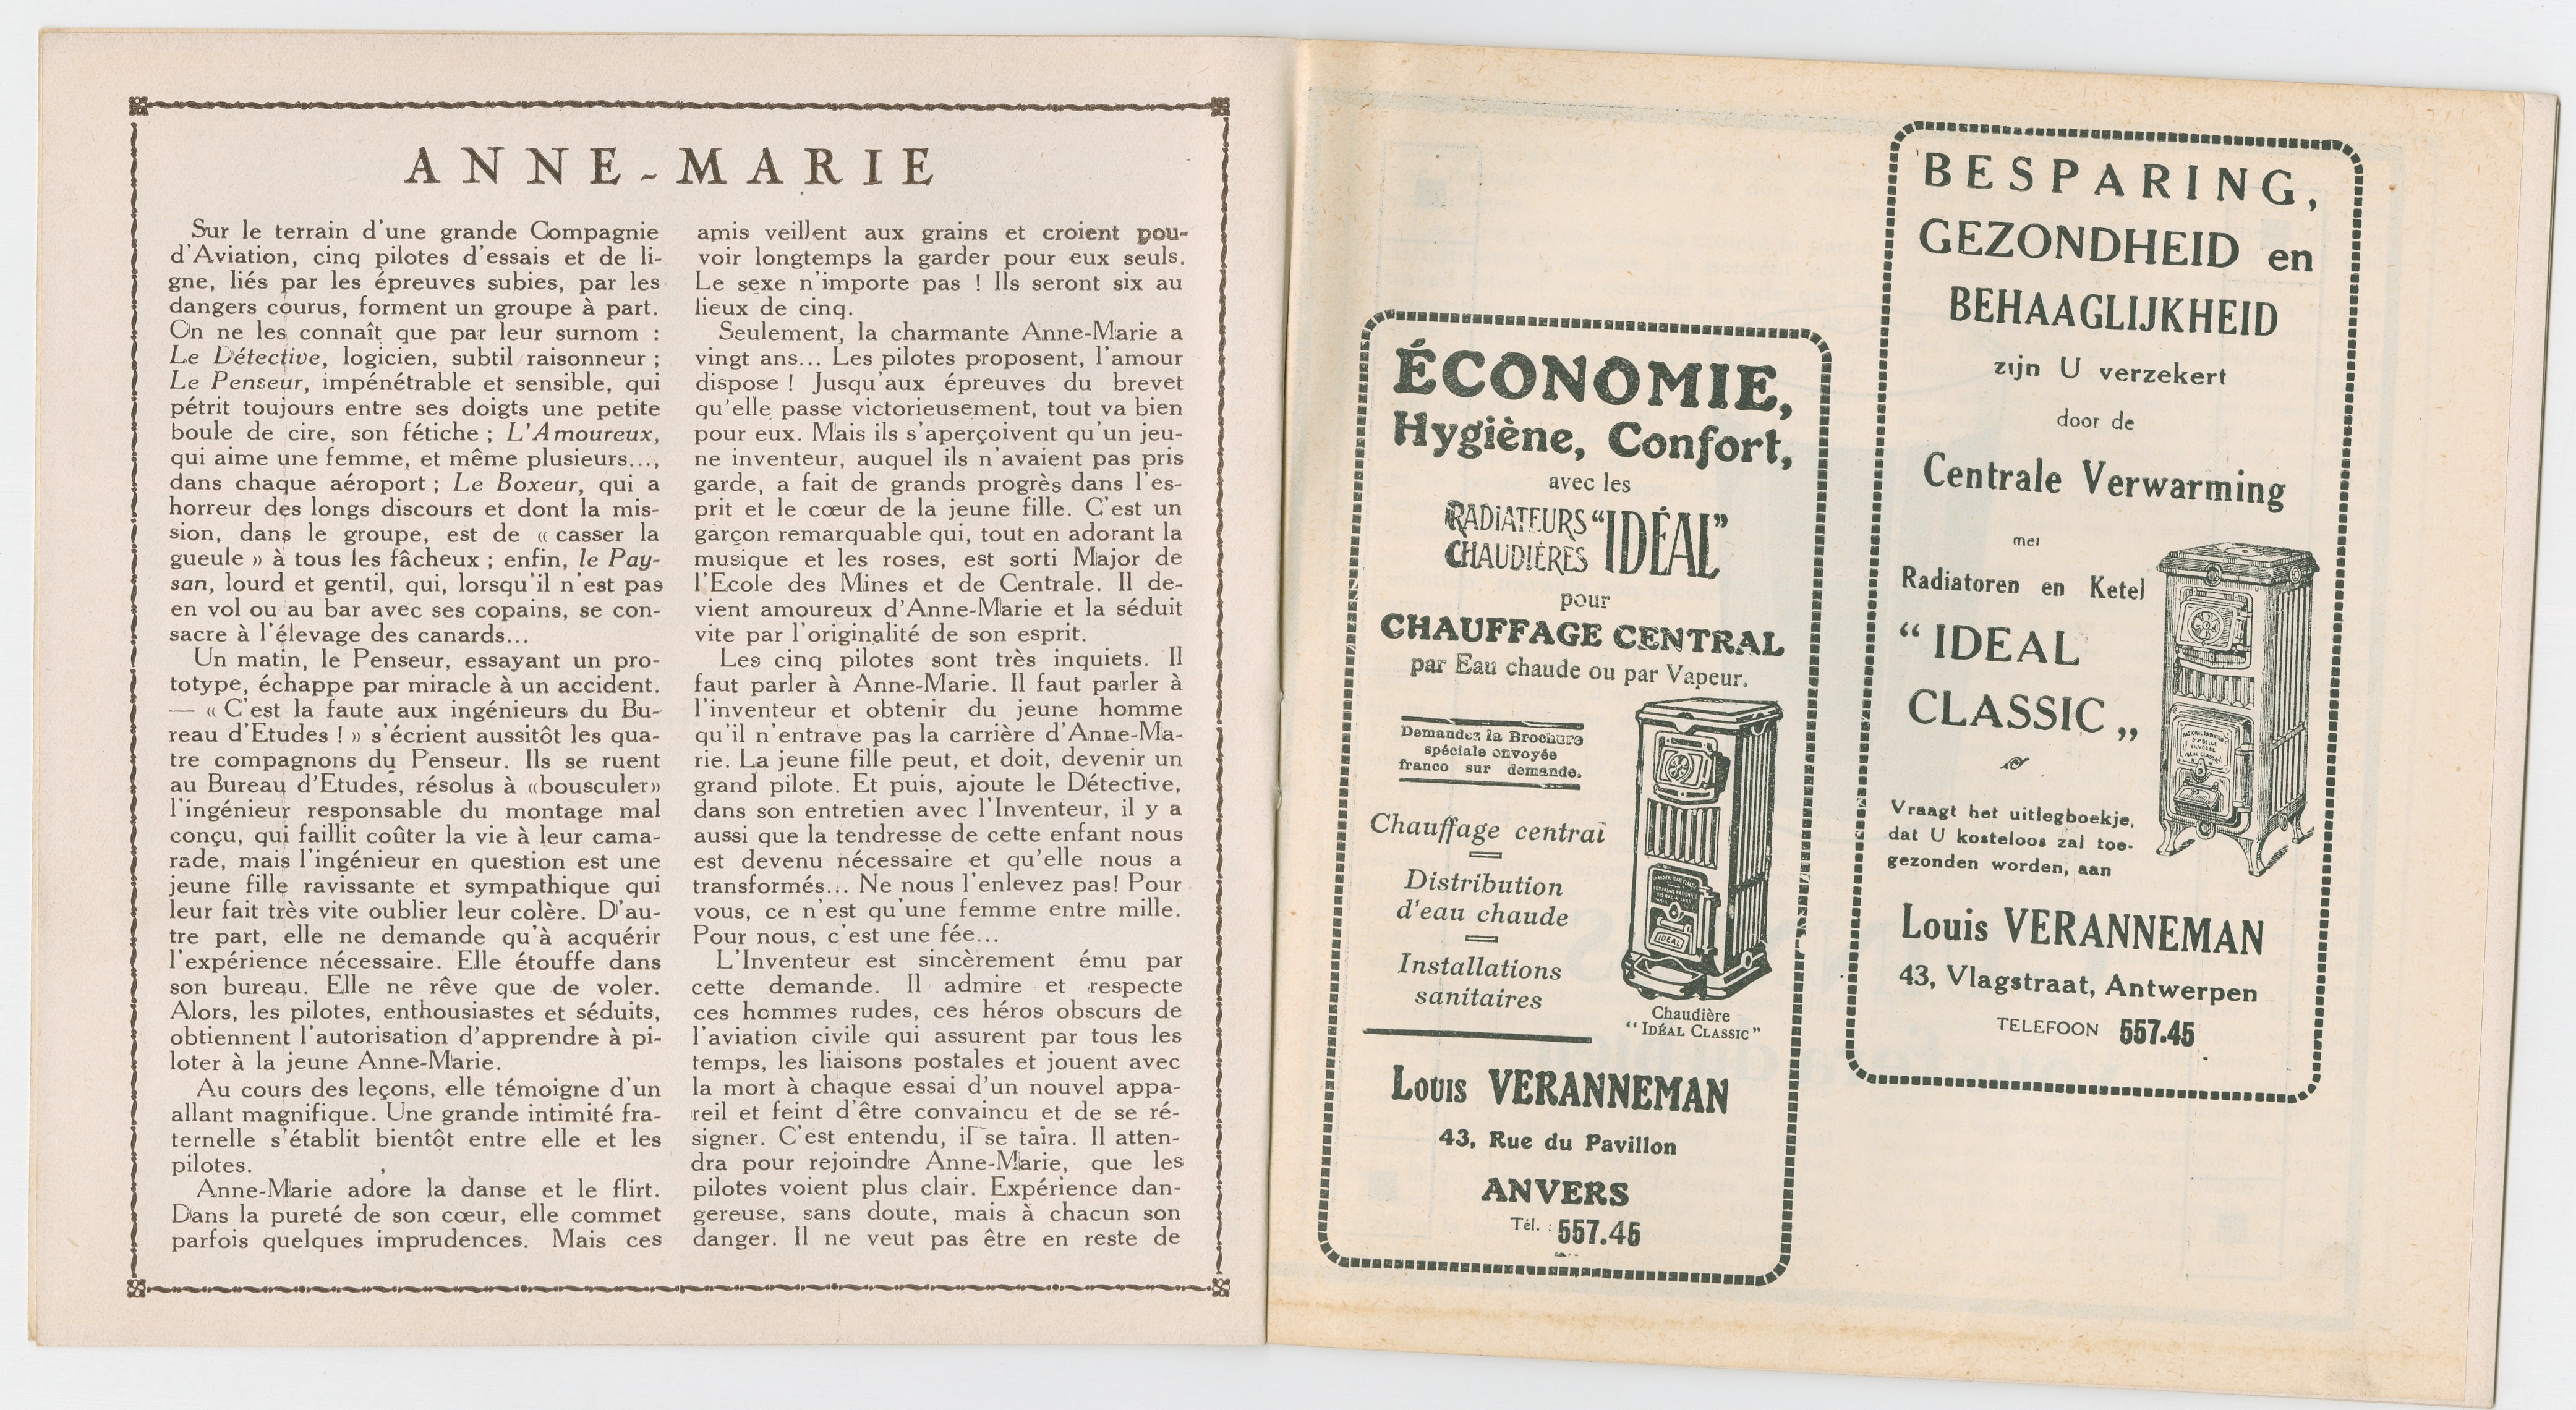 ANNE-MARIE
Sur le terrain d'une grande Compagnie
d'Aviation, cinq pilotes d'essais et de li-
gne, liés par les épreuves subies, par les
dangers courus, forment un groupe à part.
On ne les connaît que par leur surnom :
Le Détective, logicien, subtil raisonneur ;
Le Penseur, impénétrable et sensible, qui
pétrit toujours entre ses doigts une petite
boule de cire, son fétiche ; L'Amoureux,
qui aime une femme, et même plusieurs...,
dans chaque aéroport ; Le Boxeur, qui a
horreur des longs discours et dont la mis-
sion, dans le groupe, est de « casser la
gueule » à tous les fâcheux ; enfin, le Pay-
san, lourd et gentil, qui, lorsqu'il n'est pas
en vol ou au bar avec ses copains, se con-
sacre à l'élevage des canards...
Un matin, le Penseur, essayant un pro-
totype, échappe par miracle à un accident.
— « C'est la faute aux ingénieurs du Bu-
reau d'Etudes ! » s'écrient aussitôt les qua-
tre compagnons du Penseur. Ils se ruent
au Bureau d'Etudes, résolus à «bousculer»
l'ingénieur responsable du montage mal
conçu, qui faillit coûter la vie à leur cama-
rade, mais l'ingénieur en question est une
jeune fille ravissante et sympathique qui
leur fait très vite oublier leur colère. D'au-
tre part, elle ne demande qu'à acquérir
l'expérience nécessaire. Elle étouffe dans
son bureau. Elle ne rêve que de voler.
Alors, les pilotes, enthousiastes et séduits,
obtiennent l'autorisation d'apprendre à pi-
loter à la jeune Anne-Marie.
Au cours des leçons, elle témoigne d'un
allant magnifique. Une grande intimité fra-
ternelle s'établit bientôt entre elle et les
pilotes.
Anne-Marie adore la danse et le flirt.
Dans la pureté de son cœur, elle commet
parfois quelques imprudences. Mais ces
amis veillent aux grains et croient pou-
voir longtemps la garder pour eux seuls.
Le sexe n'importe pas ! Ils seront six au
lieux de cinq.
Seulement, la charmante Anne-Marie a
vingt ans... Les pilotes proposent, l'amour
dispose ! Jusqu'aux épreuves du brevet
qu'elle passe victorieusement, tout va bien
pour eux. Mais ils s'aperçoivent qu'un jeu-
ne inventeur, auquel ils n'avaient pas pris
garde, a fait de grands progrès dans l'es-
prit et le cœur de la jeune fille. C'est un
garçon remarquable qui, tout en adorant la
musique et les roses, est sorti Major de
l'Ecole des Mines et de Centrale. Il de-
vient amoureux d'Anne-Marie et la séduit
vite par l'originalité de son esprit.
Les cinq pilotes sont très inquiets. Il
faut parler à Anne-Marie. Il faut parler à
l'inventeur et obtenir du jeune homme
qu'il n'entrave pas la carrière d'Anne-Ma-
rie. La jeune fille peut, et doit, devenir un
grand pilote. Et puis, ajoute le Détective,
dans son entretien avec l'Inventeur, il y a
aussi que la tendresse de cette enfant nous
est devenu nécessaire et qu'elle nous a
transformés... Ne nous l'enlevez pas! Pour
vous, ce n'est qu'une femme entre mille.
Pour nous, c'est une fée...
L'Inventeur est sincèrement ému par
cette demande. Il admire et respecte
ces hommes rudes, ces héros obscurs de
l'aviation civile qui assurent par tous les
temps, les liaisons postales et jouent avec
la mort à chaque essai d'un nouvel appa-
reil et feint d'être convaincu et de se ré-
signer. C'est entendu, il se taira. Il atten-
dra pour rejoindre Anne-Marie, que les
pilotes voient plus clair. Expérience dan-
gereuse, sans doute, mais à chacun son
danger. Il ne veut pas être en reste de
ÉCONOMIE,
Hygiène, Confort,
avec les
RADIATEURS
CHAUDIÈRES
“IDÉAL”
pour
CHAUFFAGE CENTRAL
par Eau chaude ou par Vapeur.
Demandez la Brochure
spéciale envoyée
franco sur demande.
Chauffage central
Distribution
d'eau chaude
Installations
sanitaires
IDEAL
Chaudière
“IDÉAL CLASSIC”
Louis VERANNEMAN
43, Rue du Pavillon
ANVERS
Tél. : 557.45
BESPARING,
GEZONDHEID en
BEHAAGLIJKHEID
zijn U verzekert
door de
Centrale Verwarming
met
Radiatoren en Ketel
“ IDEAL
CLASSIC „
Vraagt het uitlegboekje,
dat U kosteloos zal toe-
gezonden worden, aan
Louis VERANNEMAN
43, Vlagstraat, Antwerpen
TELEFOON 557.45